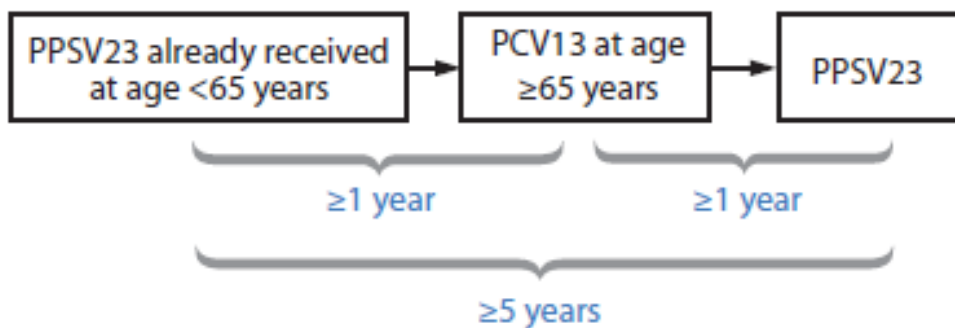 PPSV23 already received
at age <65 years
PCV13 at age
≥65 years
PPSV23
≥1 year
≥1 year
≥5 years